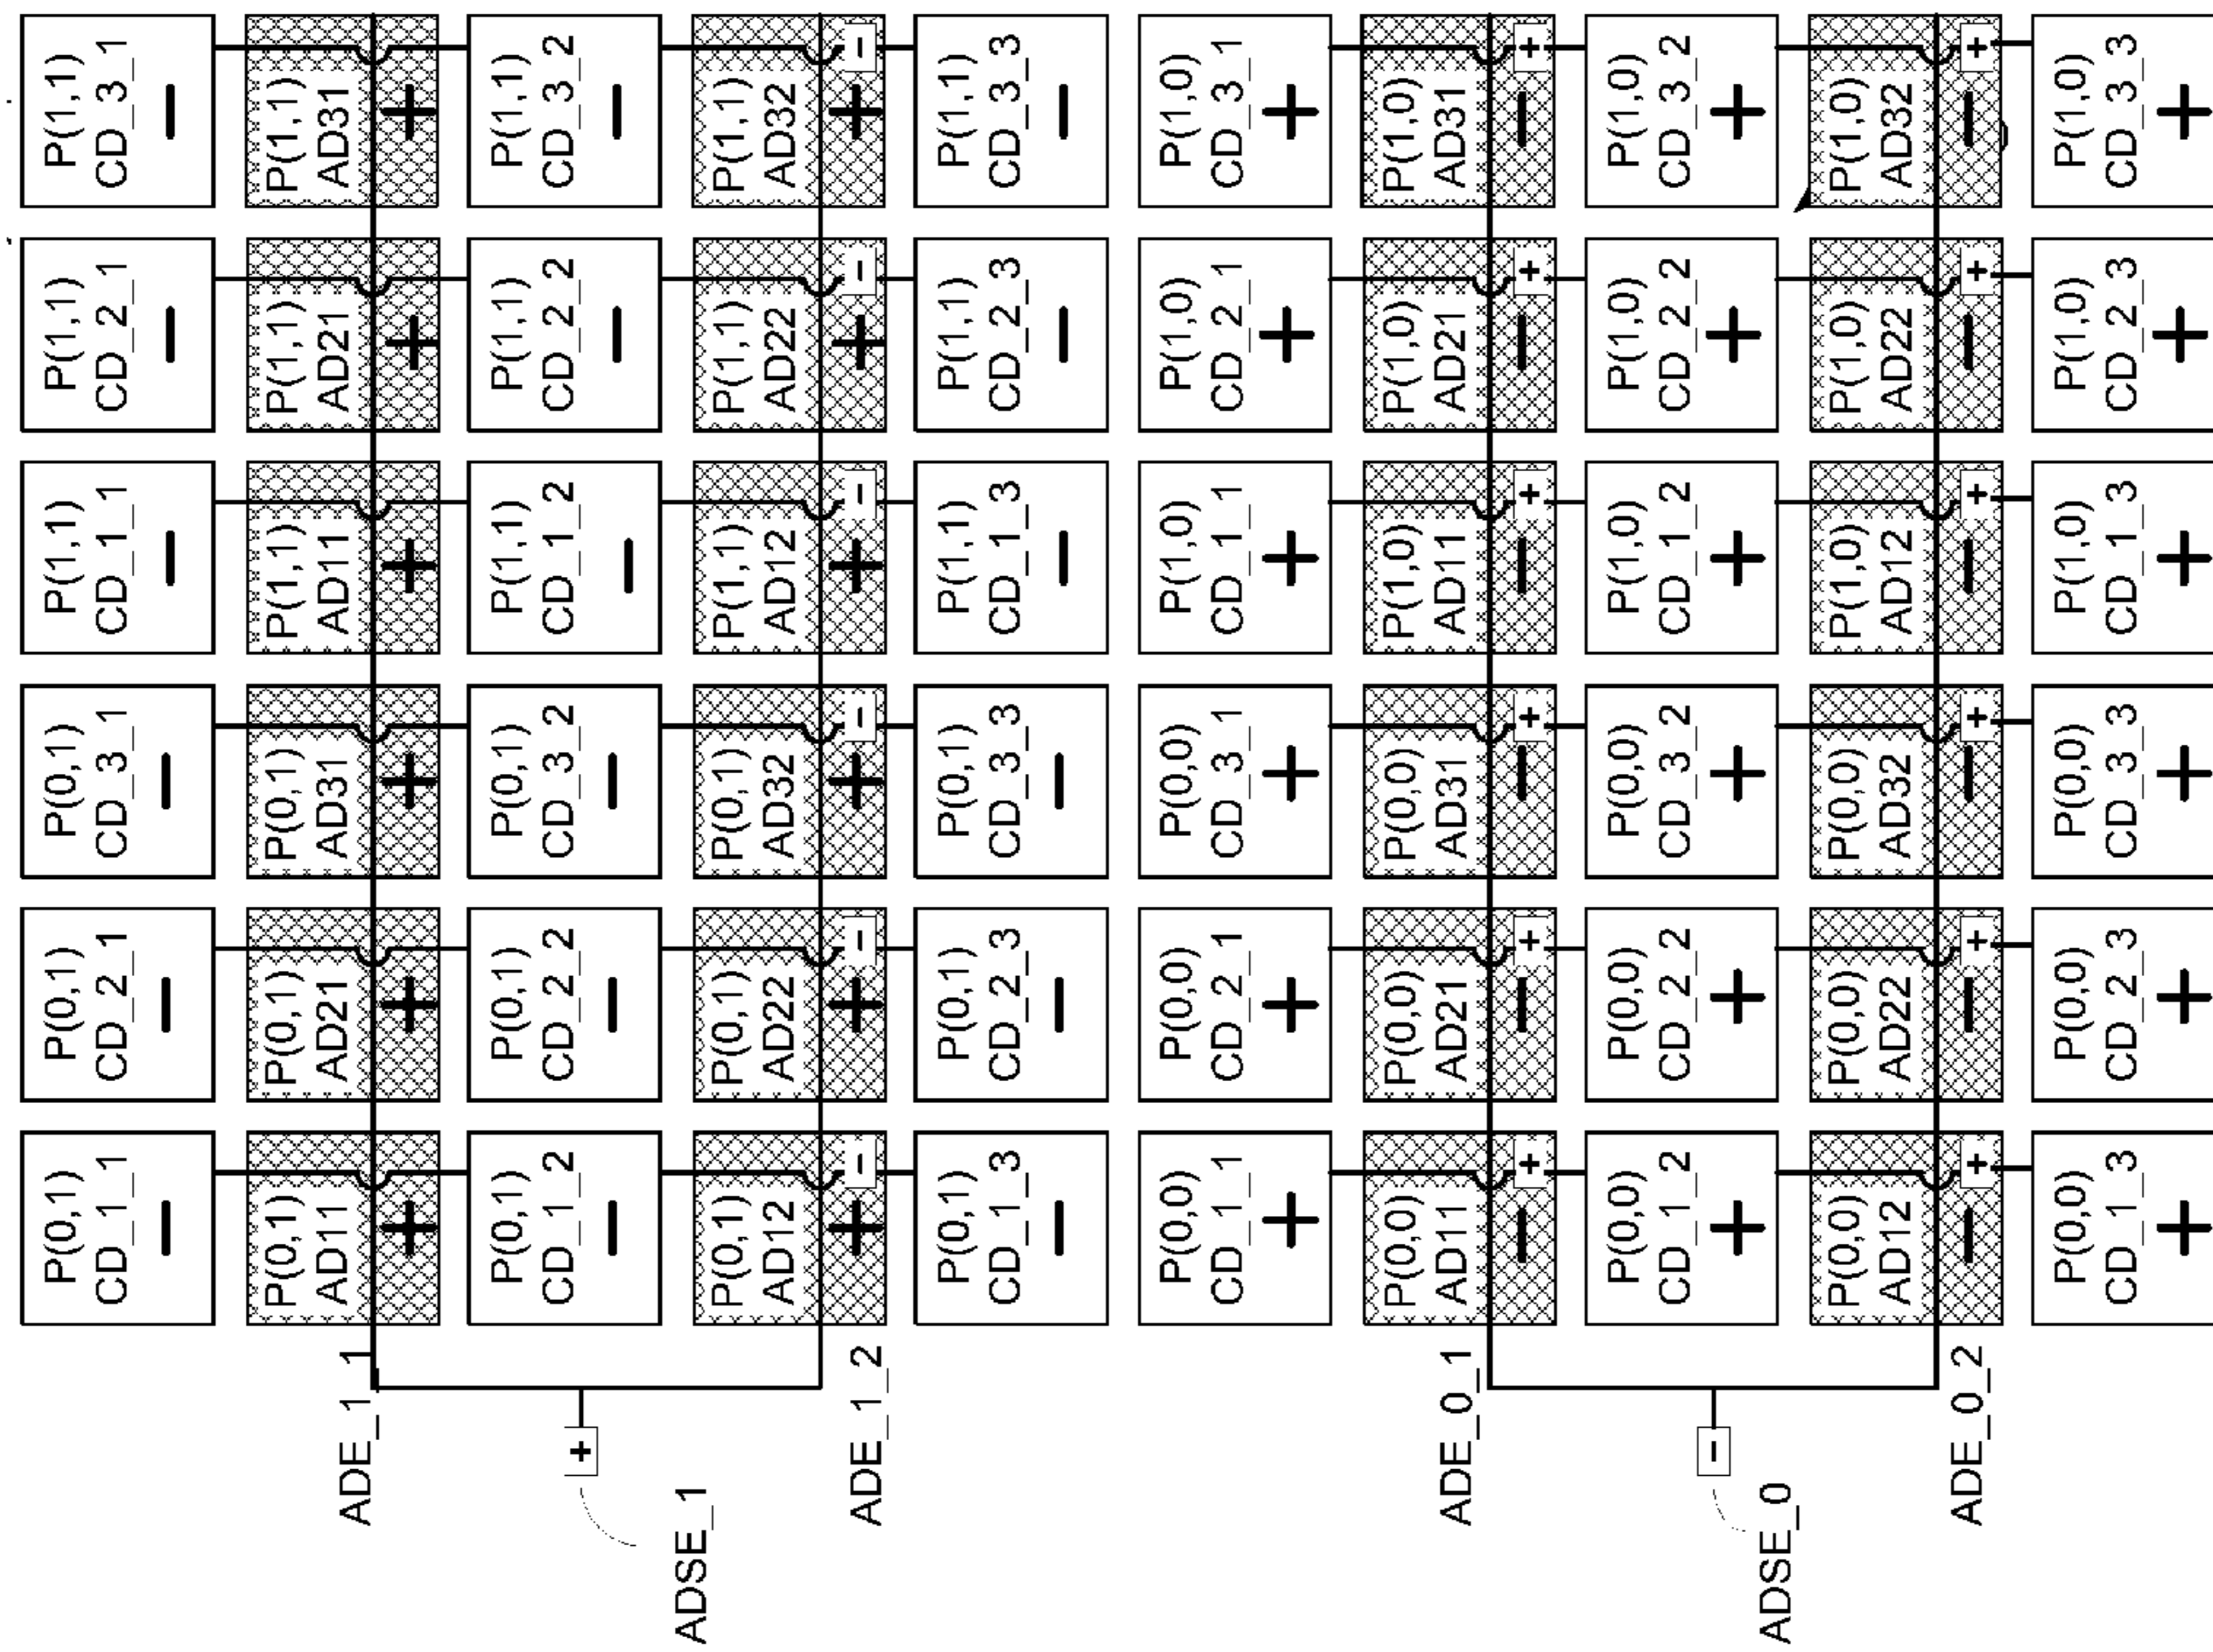 P(0,1)
CD_1_1
−
P(0,1)
CD_2_1
−
P(0,1)
CD_3_1
−
P(1,1)
CD_1_1
−
P(1,1)
CD_2_1
−
P(1,1)
CD_3_1
−
ADE_1_1
P(0,1)
AD11
+
P(0,1)
AD21
+
P(0,1)
AD31
+
P(1,1)
AD11
+
P(1,1)
AD21
+
P(1,1)
AD31
+
+
ADSE_1
P(0,1)
CD_1_2
−
P(0,1)
CD_2_2
−
P(0,1)
CD_3_2
−
P(1,1)
CD_1_2
−
P(1,1)
CD_2_2
−
P(1,1)
CD_3_2
−
ADE_1_2
P(0,1)
AD12
+ -
P(0,1)
AD22
+ -
P(0,1)
AD32
+ -
P(1,1)
AD12
+ -
P(1,1)
AD22
+ -
P(1,1)
AD32
+ -
P(0,1)
CD_1_3
−
P(0,1)
CD_2_3
−
P(0,1)
CD_3_3
−
P(1,1)
CD_1_3
−
P(1,1)
CD_2_3
−
P(1,1)
CD_3_3
−
P(0,0)
CD_1_1
+
P(0,0)
CD_2_1
+
P(0,0)
CD_3_1
+
P(1,0)
CD_1_1
+
P(1,0)
CD_2_1
+
P(1,0)
CD_3_1
+
ADE_0_1
P(0,0)
AD11
− +
P(0,0)
AD21
− +
P(0,0)
AD31
− +
P(1,0)
AD11
− +
P(1,0)
AD21
− +
P(1,0)
AD31
− +
-
ADSE_0
P(0,0)
CD_1_2
+
P(0,0)
CD_2_2
+
P(0,0)
CD_3_2
+
P(1,0)
CD_1_2
+
P(1,0)
CD_2_2
+
P(1,0)
CD_3_2
+
ADE_0_2
P(0,0)
AD12
− +
P(0,0)
AD22
− +
P(0,0)
AD32
− +
P(1,0)
AD12
− +
P(1,0)
AD22
− +
P(1,0)
AD32
− +
P(0,0)
CD_1_3
+
P(0,0)
CD_2_3
+
P(0,0)
CD_3_3
+
P(1,0)
CD_1_3
+
P(1,0)
CD_2_3
+
P(1,0)
CD_3_3
+